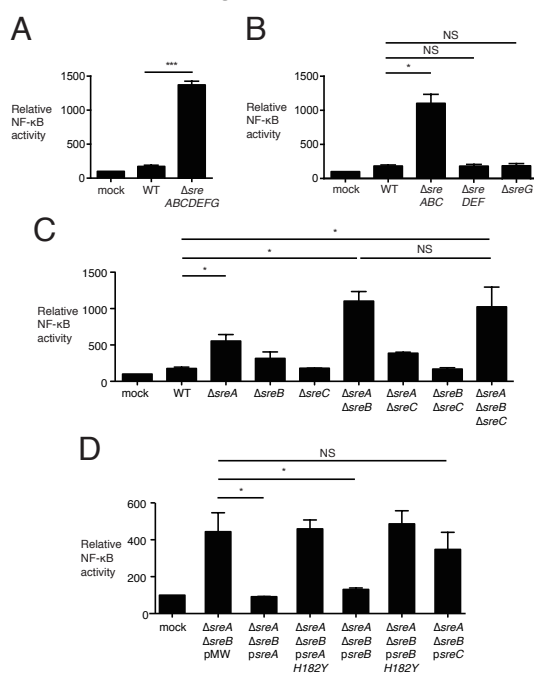 A
***
1500
1000
500
0
Relative
NF-κB
activity
mock
WT
Δsre
ABCDEFG
B
NS
NS
*
1500
1000
500
0
Relative
NF-κB
activity
mock
WT
Δsre
ABC
Δsre
DEF
ΔsreG
C
*
*
NS
*
1500
1000
500
0
Relative
NF-κB
activity
mock
WT
ΔsreA
ΔsreB
ΔsreC
ΔsreA
ΔsreB
ΔsreA
ΔsreC
ΔsreB
ΔsreC
ΔsreA
ΔsreB
ΔsreC
D
NS
*
*
600
400
200
0
Relative
NF-κB
activity
mock
ΔsreA
ΔsreB
pMW
ΔsreA
ΔsreB
psreA
ΔsreA
ΔsreB
psreA
H182Y
ΔsreA
ΔsreB
psreB
ΔsreA
ΔsreB
psreB
H182Y
ΔsreA
ΔsreB
psreC